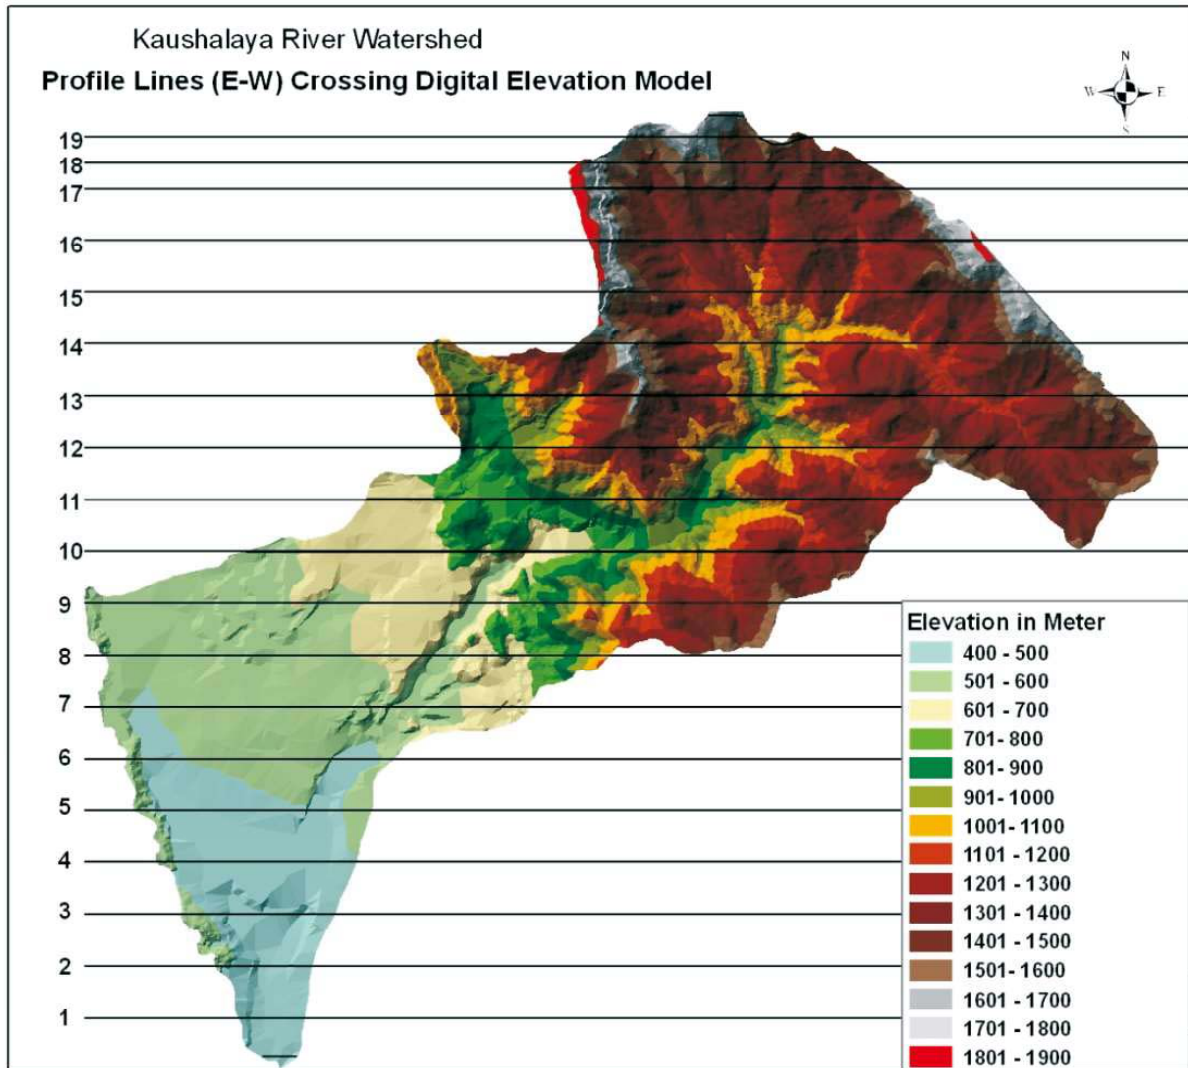 Kaushalaya River Watershed
Profile Lines (E-W) Crossing Digital Elevation Model
N
W E
S
19
18
17
16
15
14
13
12
11
10
9
8
7
6
5
4
3
2
1
Elevation in Meter
400 - 500
501 - 600
601 - 700
701- 800
801- 900
901- 1000
1001- 1100
1101 - 1200
1201 - 1300
1301 - 1400
1401 - 1500
1501- 1600
1601 - 1700
1701 - 1800
1801 - 1900